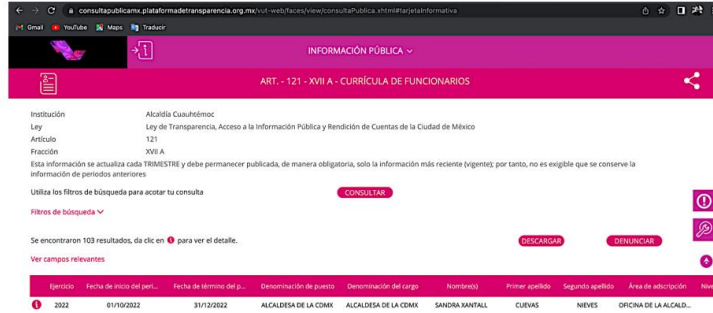 consultapublicamx.plataformadetransparencia.org.mx/vut-web/faces/view/consultaPublica.xhtml#tarjetaInformativa
Gmail YouTube Maps Traducir
INFORMACIÓN PÚBLICA
ART. - 121 - XVII A - CURRÍCULA DE FUNCIONARIOS
Institución Alcaldía Cuauhtémoc
Ley Ley de Transparencia, Acceso a la Información Pública y Rendición de Cuentas de la Ciudad de México
Artículo 121
Fracción XVII A
Esta información se actualiza cada TRIMESTRE y debe permanecer publicada, de manera obligatoria, solo la información más reciente (vigente); por tanto, no es exigible que se conserve la
información de periodos anteriores
Utiliza los filtros de búsqueda para acotar tu consulta CONSULTAR
Filtros de búsqueda
Se encontraron 103 resultados, da clic en i para ver el detalle. DESCARGAR DENUNCIAR
Ver campos relevantes
Ejercicio Fecha de inicio del peri... Fecha de término del p... Denominación de puesto Denominación del cargo Nombre(s) Primer apellido Segundo apellido Área de adscripción Nive
2022 01/10/2022 31/12/2022 ALCALDESA DE LA CDMX ALCALDESA DE LA CDMX SANDRA XANTALL CUEVAS NIEVES OFICINA DE LA ALCALD...